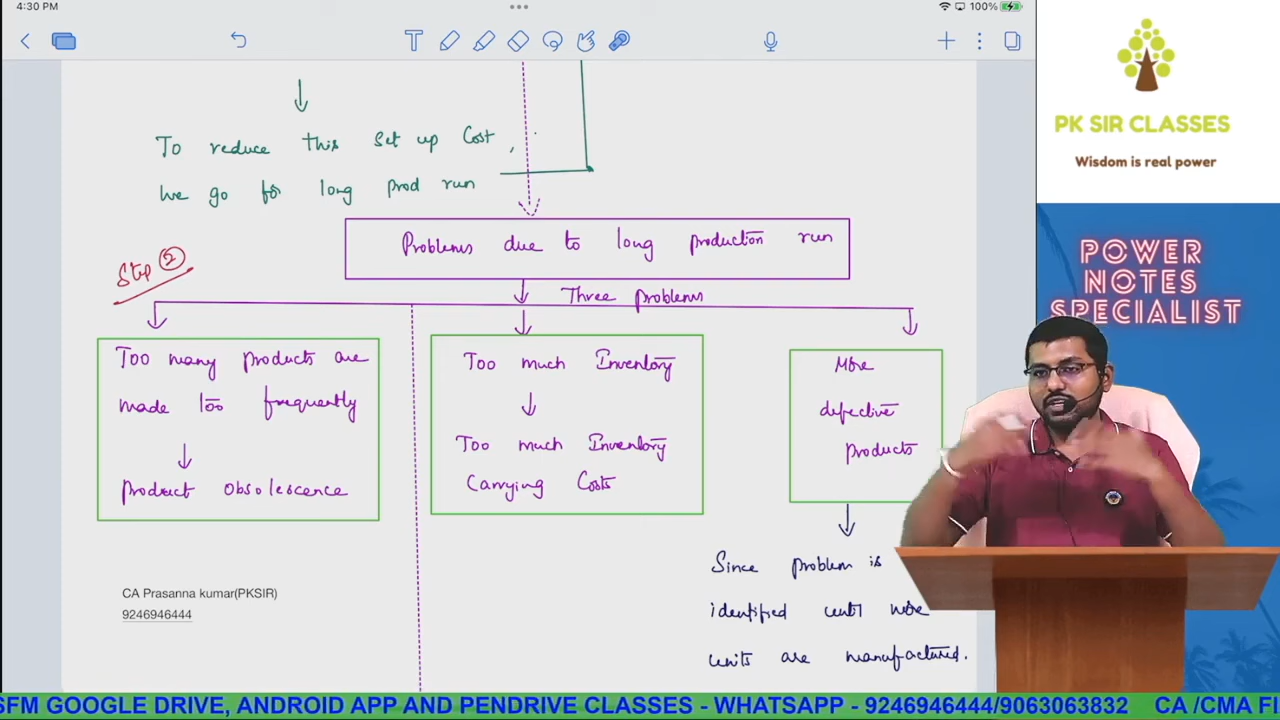 4:30 PM
100%
T
To reduce this set up cost,
we go for long prod run
Problems due to long production run
Step 2
Three problems
Too many products are
made too frequently
product obsolescence
Too much Inventory
Too much Inventory
Carrying Costs
More
defective
products
Since problem is
identified until more
units are manufactured.
CA Prasanna kumar(PKSIR)
9246946444
PK SIR CLASSES
Wisdom is real power
POWER
NOTES
SPECIALIST
SFM GOOGLE DRIVE, ANDROID APP AND PENDRIVE CLASSES - WHATSAPP - 9246946444/9063063832 CA /CMA FI